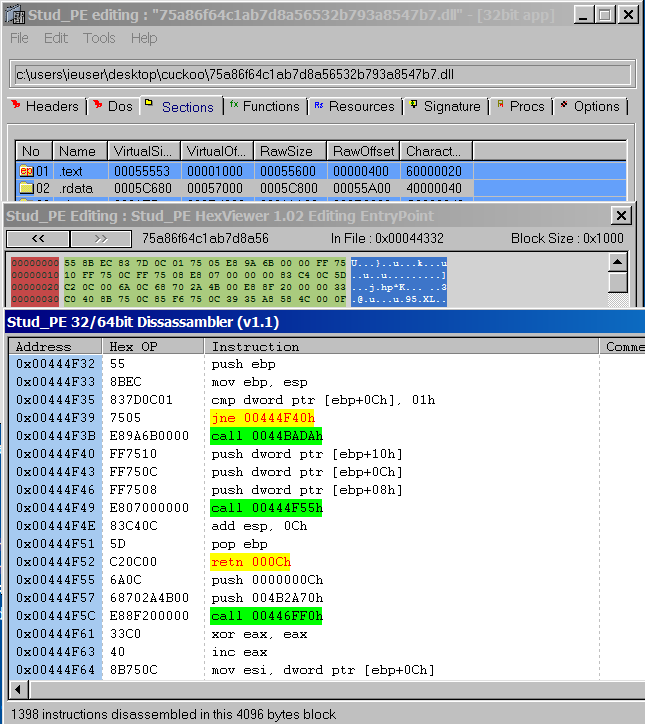 Stud_PE editing : "75a86f64c1ab7d8a56532b793a8547b7.dll" - [32bit app]
File Edit Tools Help
c:\users\ieuser\desktop\cuckoo\75a86f64c1ab7d8a56532b793a8547b7.dll
Headers Dos Sections fx Functions Rs Resources Signature Procs Options
No Name VirtualSi... VirtualOf... RawSize RawOffset Charact...
ep 01 .text 00055553 00001000 00055600 00000400 60000020
02 .rdata 0005C680 00057000 0005C800 00055A00 40000040
Stud_PE Editing : Stud_PE HexViewer 1.02 Editing EntryPoint
<< >> 75a86f64c1ab7d8a56 In File : 0x00044332 Block Size : 0x1000
00000000 55 8B EC 83 7D 0C 01 75 05 E8 9A 6B 00 00 FF 75 U...}..u...k...u
00000010 10 FF 75 0C FF 75 08 E8 07 00 00 00 83 C4 0C 5D ..u..u.........]
00000020 C2 0C 00 6A 0C 68 70 2A 4B 00 E8 8F 20 00 00 33 ...j.hp*K... ..3
00000030 C0 40 8B 75 0C 85 F6 75 0C 39 35 A8 58 4C 00 0F .@.u...u.95.XL..
Stud_PE 32/64bit Dissassambler (v1.1)
Address Hex OP Instruction Comme
0x00444F32 55 push ebp
0x00444F33 8BEC mov ebp, esp
0x00444F35 837D0C01 cmp dword ptr [ebp+0Ch], 01h
0x00444F39 7505 jne 00444F40h
0x00444F3B E89A6B0000 call 0044BADAh
0x00444F40 FF7510 push dword ptr [ebp+10h]
0x00444F43 FF750C push dword ptr [ebp+0Ch]
0x00444F46 FF7508 push dword ptr [ebp+08h]
0x00444F49 E807000000 call 00444F55h
0x00444F4E 83C40C add esp, 0Ch
0x00444F51 5D pop ebp
0x00444F52 C20C00 retn 000Ch
0x00444F55 6A0C push 0000000Ch
0x00444F57 68702A4B00 push 004B2A70h
0x00444F5C E88F200000 call 00446FF0h
0x00444F61 33C0 xor eax, eax
0x00444F63 40 inc eax
0x00444F64 8B750C mov esi, dword ptr [ebp+0Ch]
1398 instructions disassembled in this 4096 bytes block